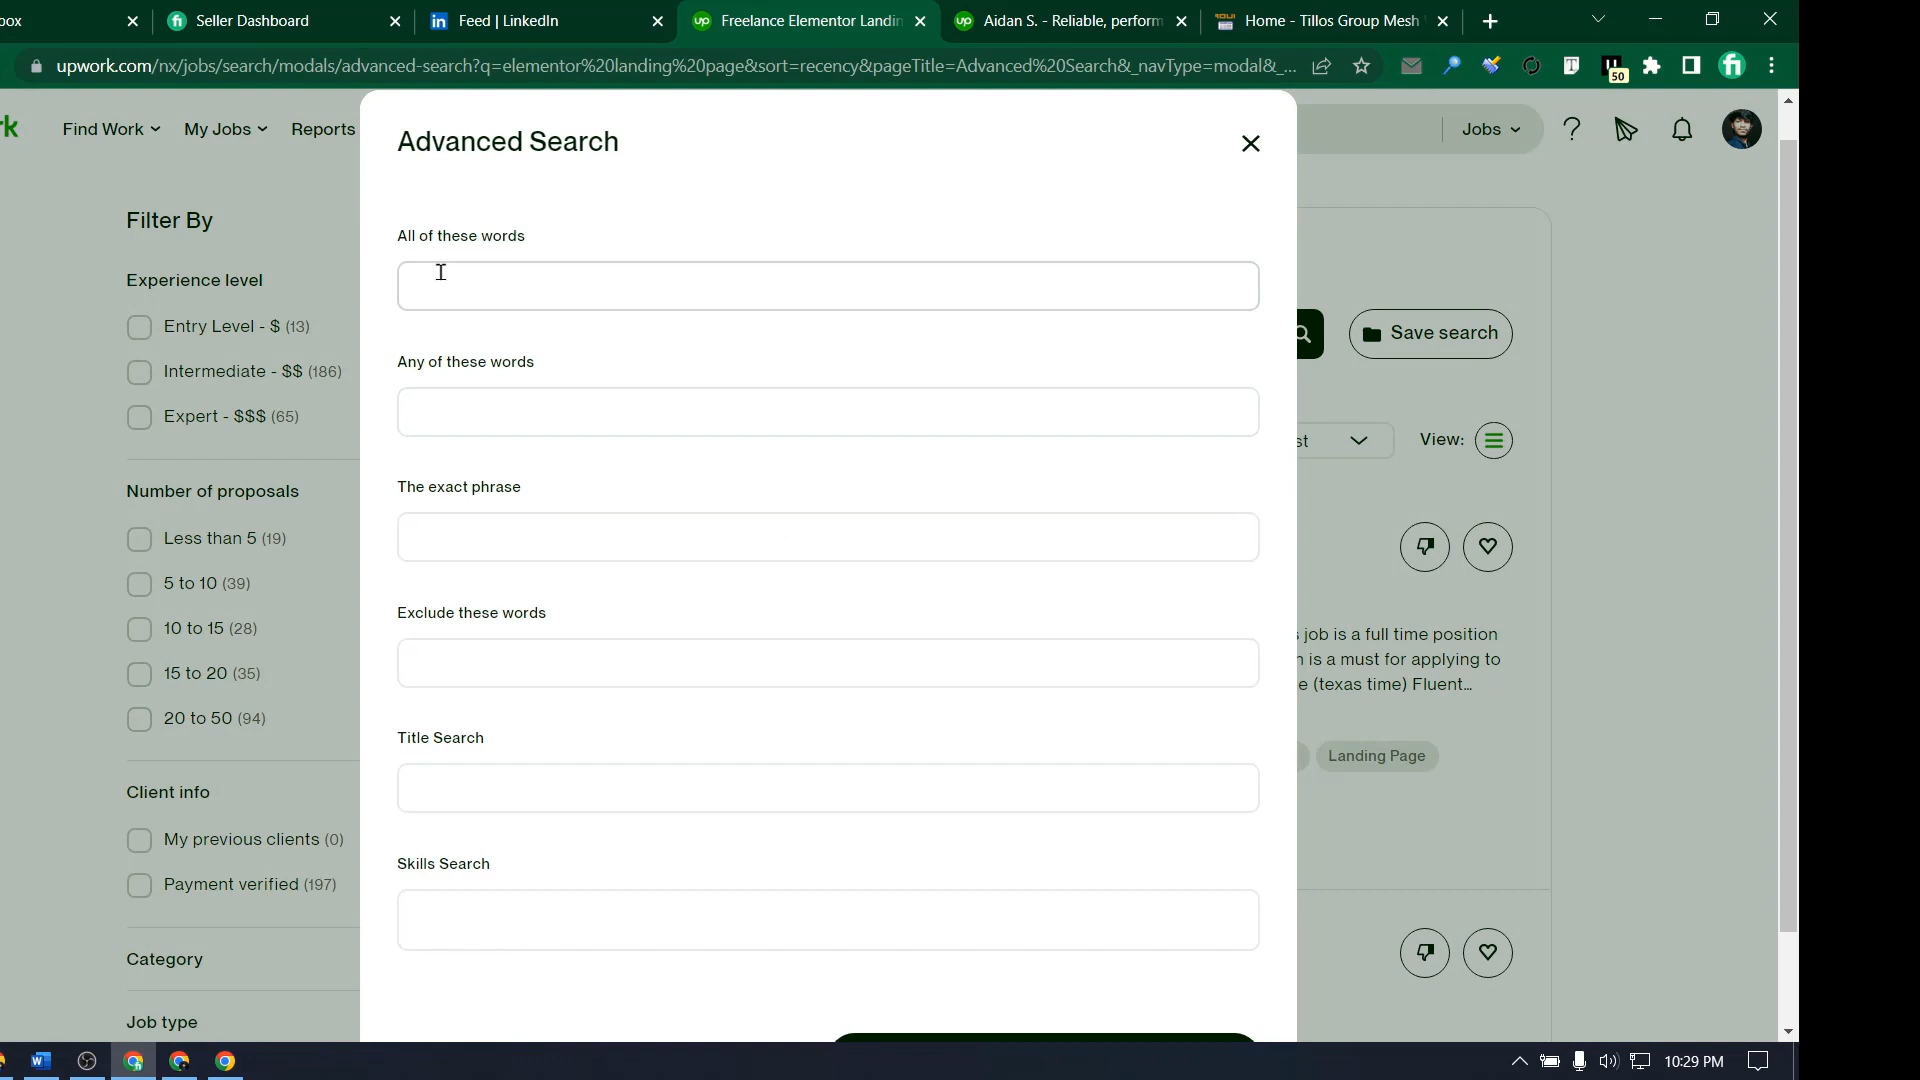 box
Seller Dashboard
Feed | LinkedIn
Freelance Elementor Landin
Aidan S. - Reliable, perform
Home - Tillos Group Mesh
upwork.com/nx/jobs/search/modals/advanced-search?q=elementor%20landing%20page&sort=recency&pageTitle=Advanced%20Search&_navType=modal&_...
50
rk
Find Work
My Jobs
Reports
Advanced Search
Jobs
Filter By
All of these words
Experience level
Entry Level - $ (13)
Save search
Any of these words
Intermediate - $$ (186)
Expert - $$$ (65)
st
View:
The exact phrase
Number of proposals
Less than 5 (19)
5 to 10 (39)
Exclude these words
10 to 15 (28)
s job is a full time position
n is a must for applying to
e (texas time) Fluent...
15 to 20 (35)
20 to 50 (94)
Title Search
Landing Page
Client info
My previous clients (0)
Skills Search
Payment verified (197)
Category
Job type
10:29 PM